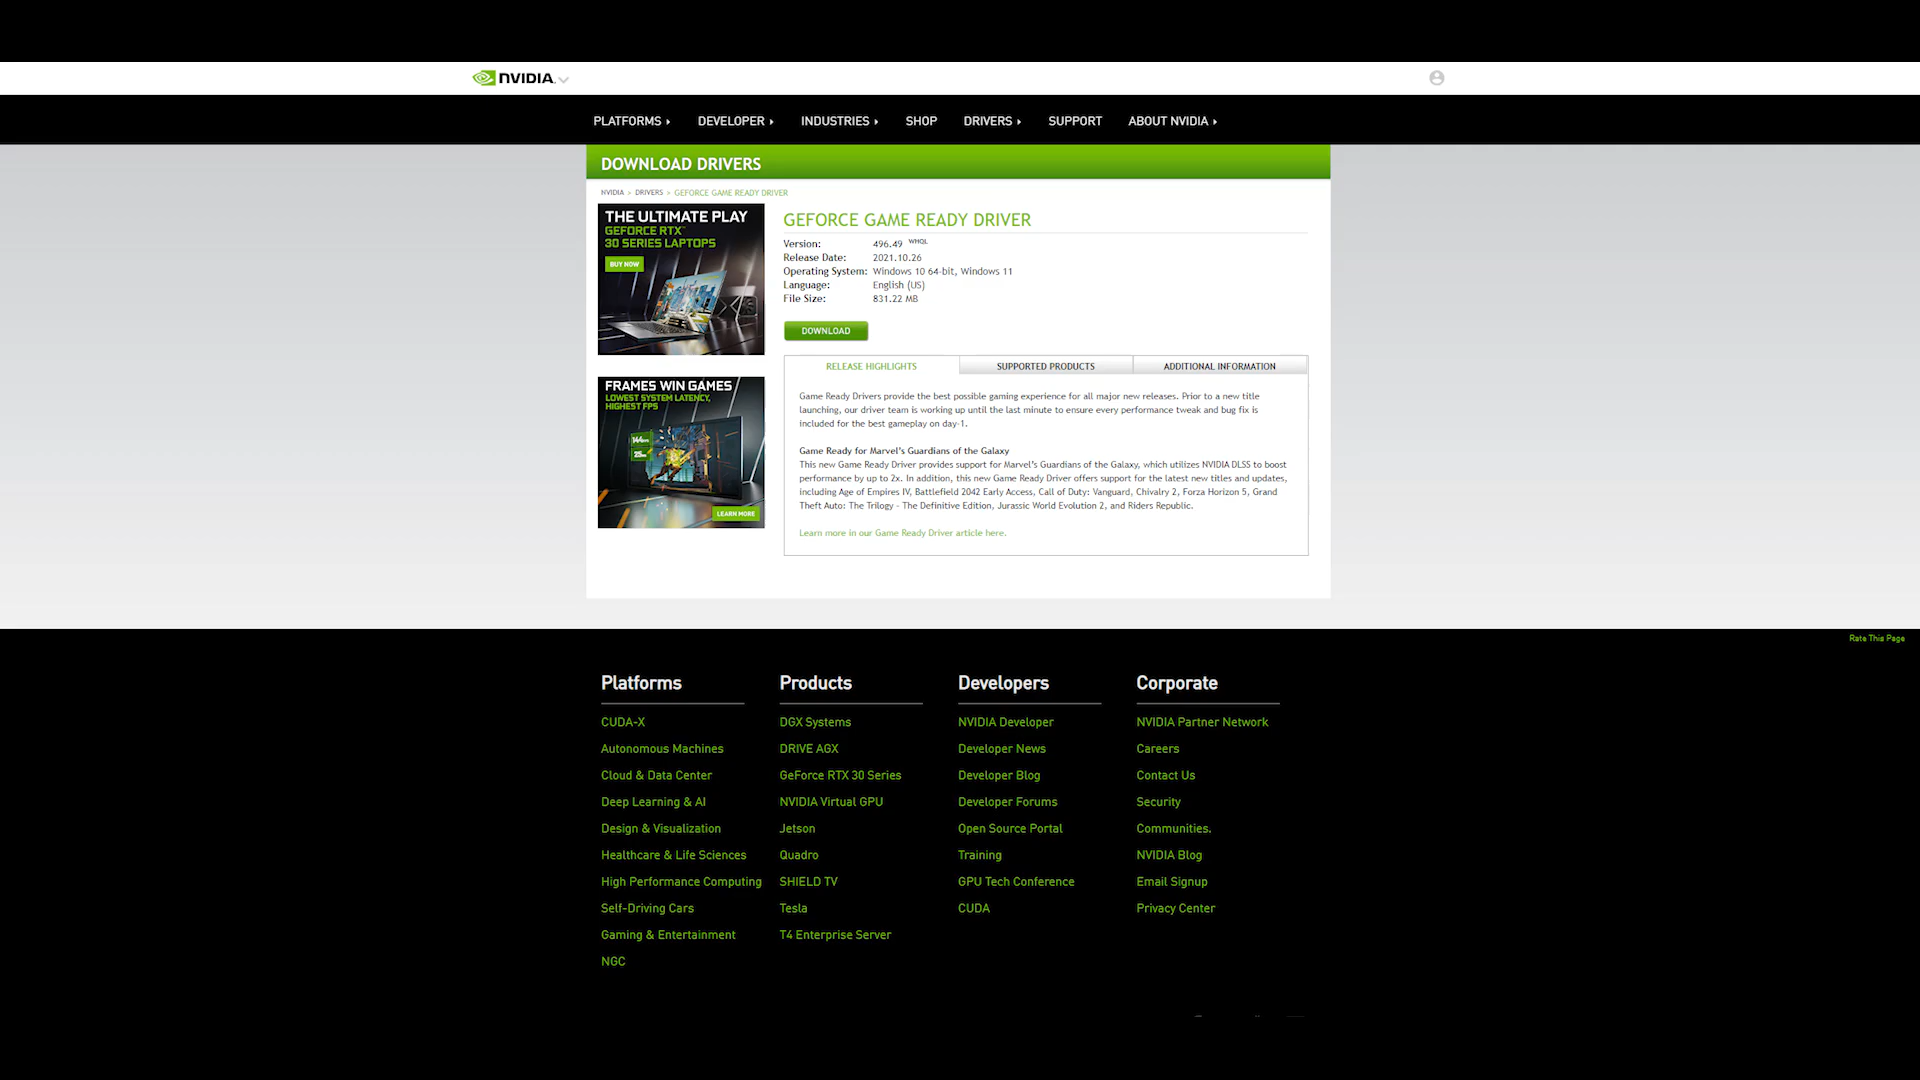 NVIDIA.
PLATFORMS DEVELOPER INDUSTRIES SHOP DRIVERS SUPPORT ABOUT NVIDIA
DOWNLOAD DRIVERS
NVIDIA > DRIVERS > GEFORCE GAME READY DRIVER
THE ULTIMATE PLAY
GEFORCE RTX™
30 SERIES LAPTOPS
BUY NOW
FRAMES WIN GAMES
LOWEST SYSTEM LATENCY,
HIGHEST FPS
LEARN MORE
GEFORCE GAME READY DRIVER
Version: 496.49 WHQL
Release Date: 2021.10.26
Operating System: Windows 10 64-bit, Windows 11
Language: English (US)
File Size: 831.22 MB
DOWNLOAD
RELEASE HIGHLIGHTS SUPPORTED PRODUCTS ADDITIONAL INFORMATION
Game Ready Drivers provide the best possible gaming experience for all major new releases. Prior to a new title
launching, our driver team is working up until the last minute to ensure every performance tweak and bug fix is
included for the best gameplay on day-1.
Game Ready for Marvel's Guardians of the Galaxy
This new Game Ready Driver provides support for Marvel's Guardians of the Galaxy, which utilizes NVIDIA DLSS to boost
performance by up to 2x. In addition, this new Game Ready Driver offers support for the latest new titles and updates,
including Age of Empires IV, Battlefield 2042 Early Access, Call of Duty: Vanguard, Chivalry 2, Forza Horizon 5, Grand
Theft Auto: The Trilogy - The Definitive Edition, Jurassic World Evolution 2, and Riders Republic.
Learn more in our Game Ready Driver article here.
Rate This Page
Platforms
CUDA-X
Autonomous Machines
Cloud & Data Center
Deep Learning & AI
Design & Visualization
Healthcare & Life Sciences
High Performance Computing
Self-Driving Cars
Gaming & Entertainment
NGC
Products
DGX Systems
DRIVE AGX
GeForce RTX 30 Series
NVIDIA Virtual GPU
Jetson
Quadro
SHIELD TV
Tesla
T4 Enterprise Server
Developers
NVIDIA Developer
Developer News
Developer Blog
Developer Forums
Open Source Portal
Training
GPU Tech Conference
CUDA
Corporate
NVIDIA Partner Network
Careers
Contact Us
Security
Communities.
NVIDIA Blog
Email Signup
Privacy Center